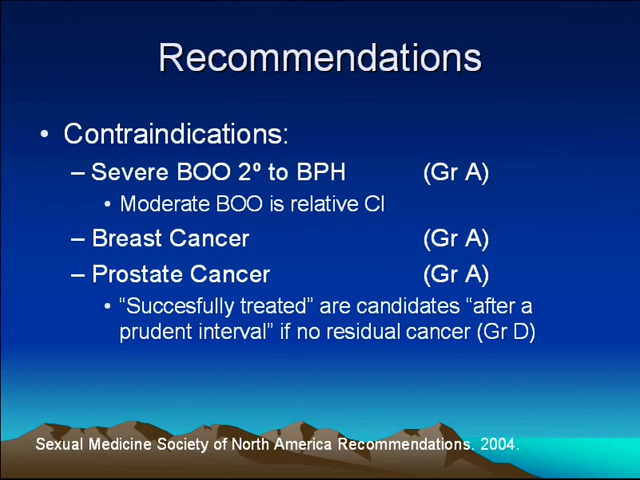 Recommendations
• Contraindications:
– Severe BOO 2º to BPH (Gr A)
• Moderate BOO is relative CI
– Breast Cancer (Gr A)
– Prostate Cancer (Gr A)
• “Succesfully treated” are candidates “after a
prudent interval” if no residual cancer (Gr D)
Sexual Medicine Society of North America Recommendations. 2004.